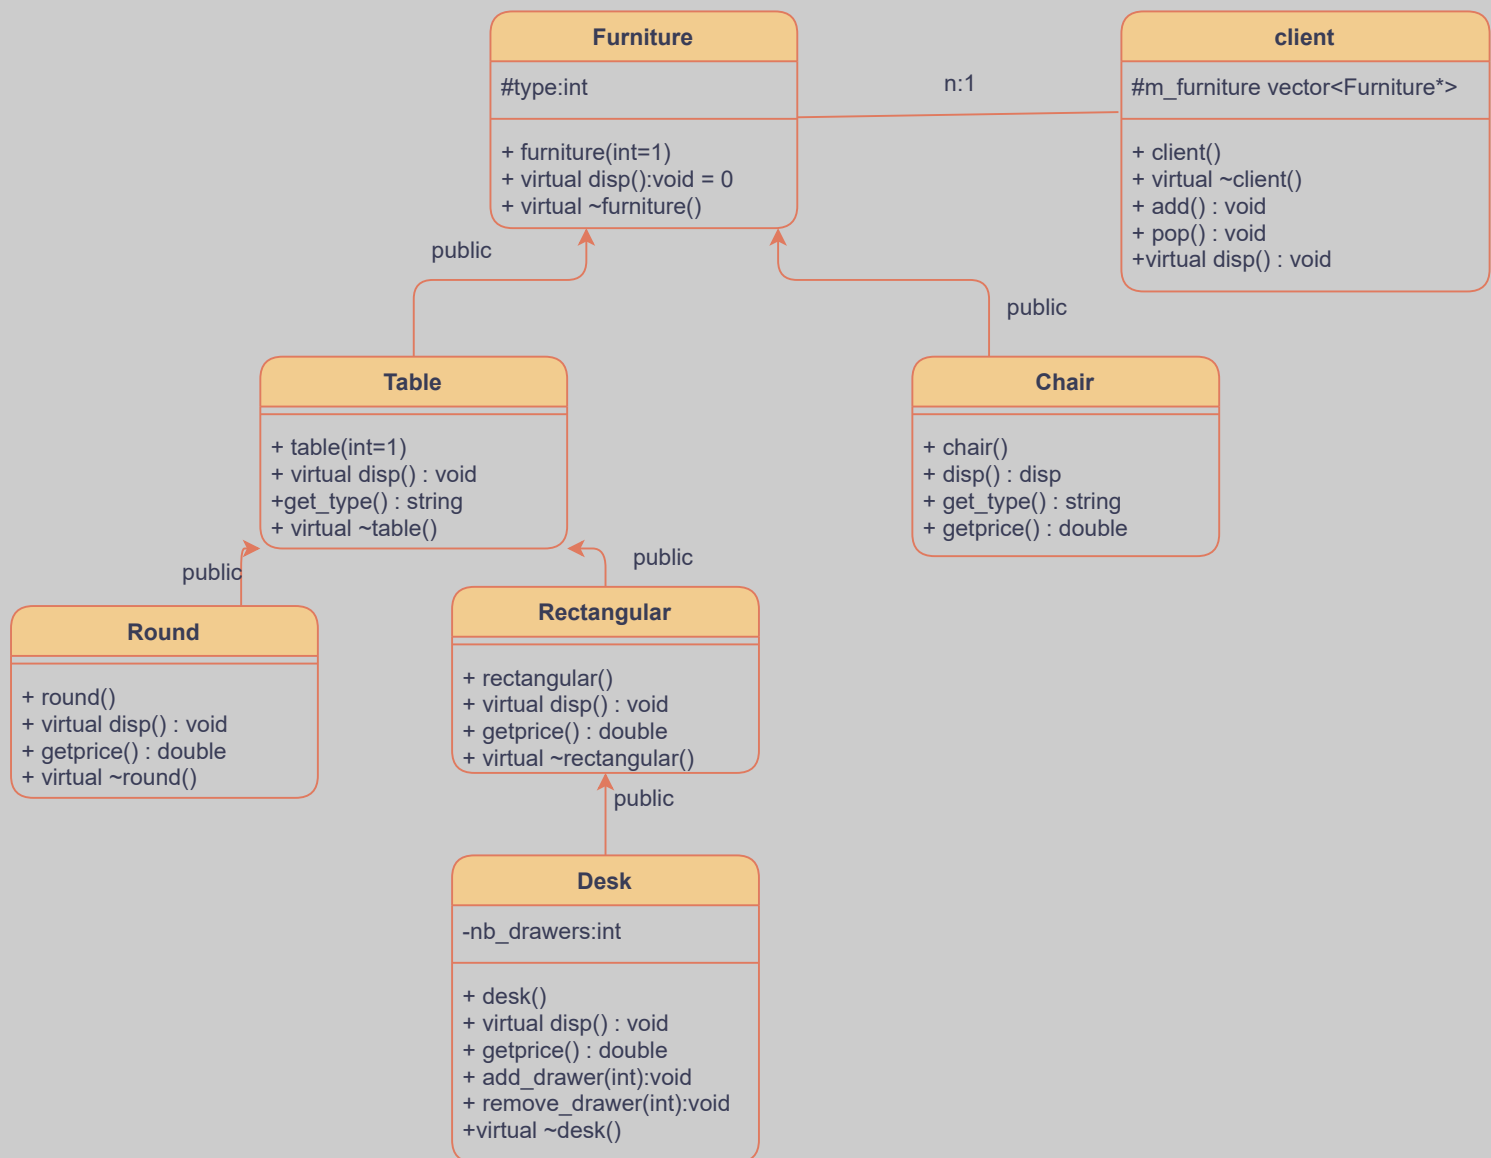 Furniture
#type:int
+ furniture(int=1)
+ virtual disp():void = 0
+ virtual ~furniture()
n:1
client
#m_furniture vector<Furniture*>
+ client()
+ virtual ~client()
+ add() : void
+ pop() : void
+virtual disp() : void
public
public
Table
+ table(int=1)
+ virtual disp() : void
+get_type() : string
+ virtual ~table()
Chair
+ chair()
+ disp() : disp
+ get_type() : string
+ getprice() : double
public
public
Round
+ round()
+ virtual disp() : void
+ getprice() : double
+ virtual ~round()
Rectangular
+ rectangular()
+ virtual disp() : void
+ getprice() : double
+ virtual ~rectangular()
public
Desk
-nb_drawers:int
+ desk()
+ virtual disp() : void
+ getprice() : double
+ add_drawer(int):void
+ remove_drawer(int):void
+virtual ~desk()